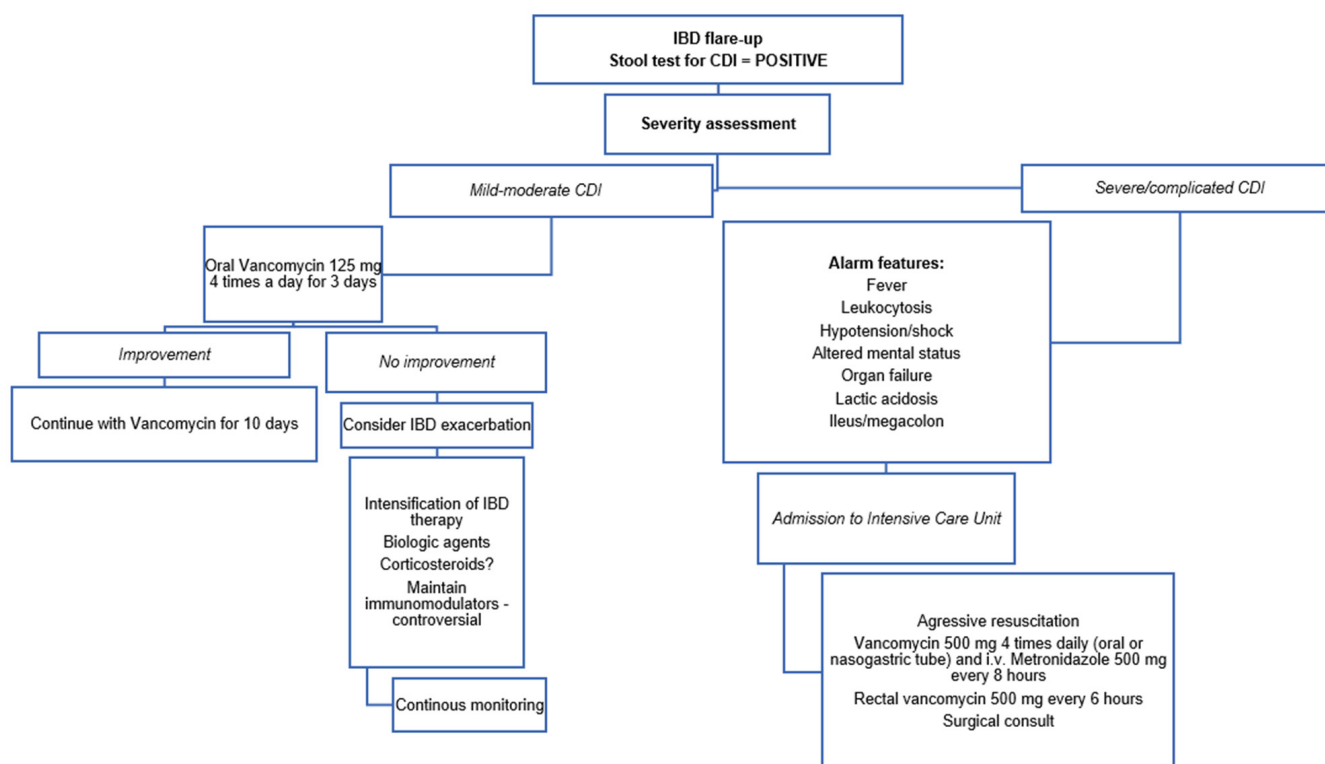 IBD flare-up
Stool test for CDI = POSITIVE
Severity assessment
Mild-moderate CDI
Severe/complicated CDI
Oral Vancomycin 125 mg
4 times a day for 3 days
Improvement
No improvement
Continue with Vancomycin for 10 days
Consider IBD exacerbation
Intensification of IBD
therapy
Biologic agents
Corticosteroids?
Maintain
immunomodulators -
controversial
Continous monitoring
Alarm features:
Fever
Leukocytosis
Hypotension/shock
Altered mental status
Organ failure
Lactic acidosis
Ileus/megacolon
Admission to Intensive Care Unit
Agressive resuscitation
Vancomycin 500 mg 4 times daily (oral or
nasogastric tube) and i.v. Metronidazole 500 mg
every 8 hours
Rectal vancomycin 500 mg every 6 hours
Surgical consult